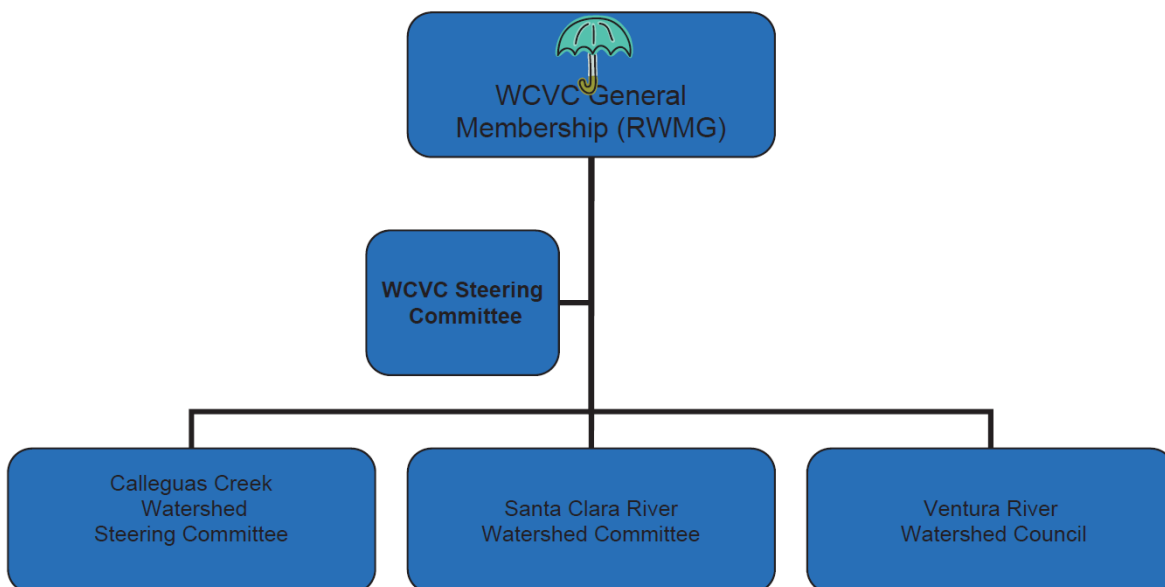 WCVC General
Membership (RWMG)
WCVC Steering
Committee
Calleguas Creek
Watershed
Steering Committee
Santa Clara River
Watershed Committee
Ventura River
Watershed Council